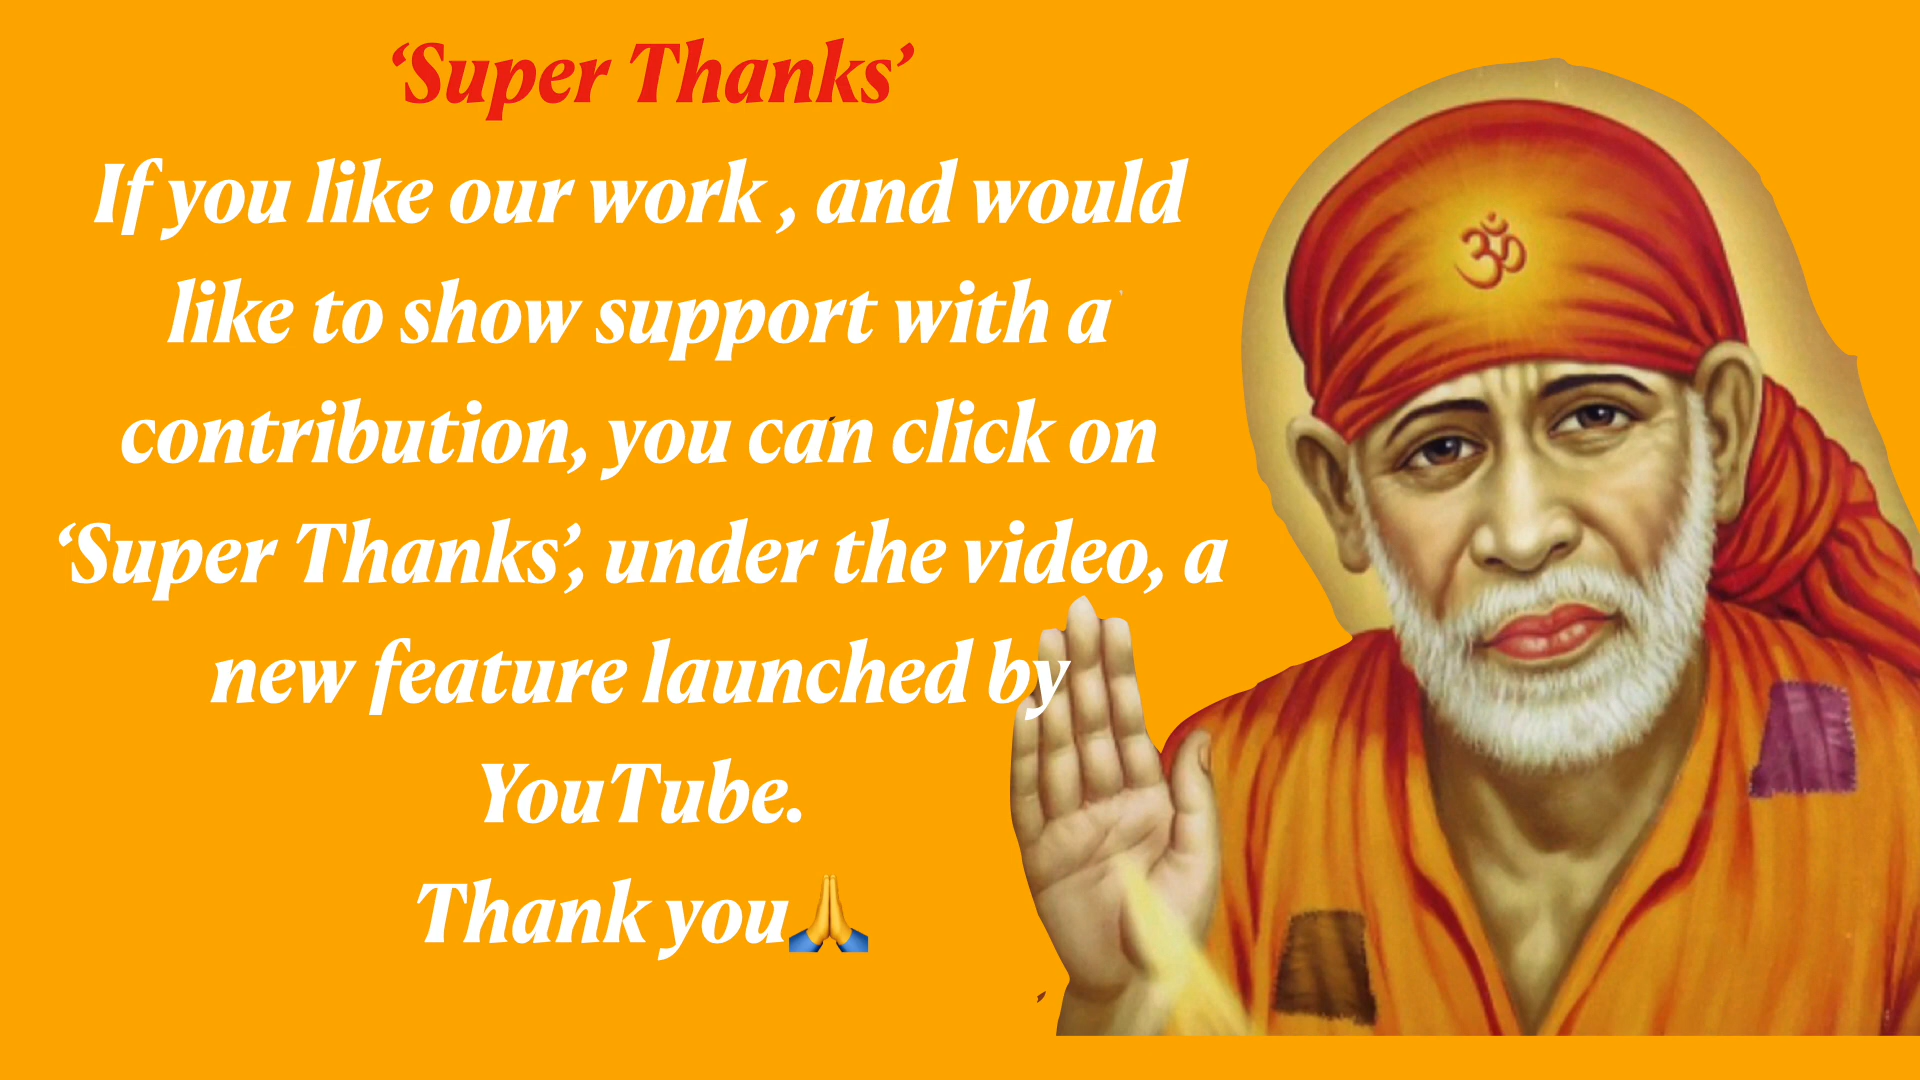 ‘Super Thanks’
If you like our work , and would
like to show support with a
contribution, you can click on
‘Super Thanks’, under the video, a
new feature launched by
YouTube.
Thank you🙏
ॐ